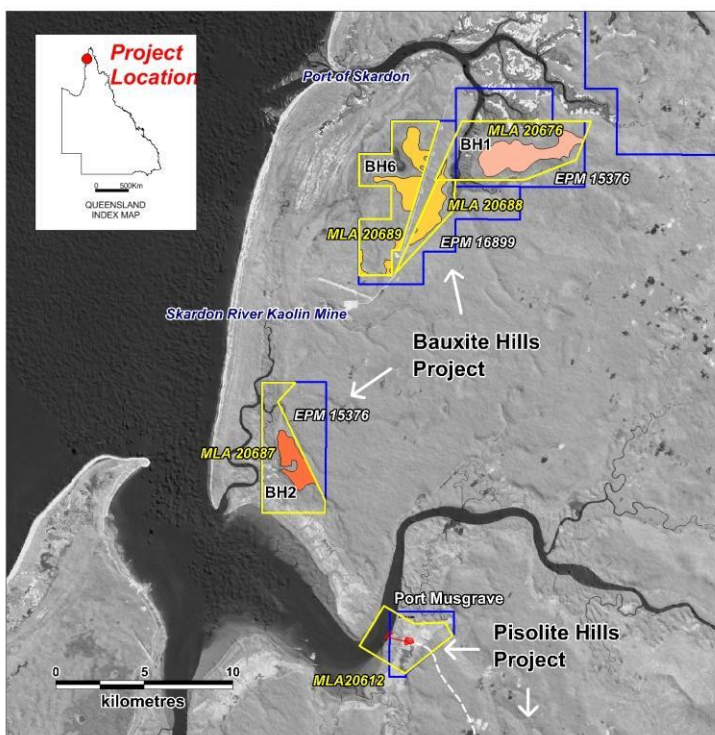 Project
Location
0 500Km
QUEENSLAND
INDEX MAP
Port of Skardon
MLA 20676
BH1
BH6
EPM 15376
MLA 20688
MLA 20689
EPM 16899
Skardon River Kaolin Mine
Bauxite Hills
Project
EPM 15376
MLA 20687
BH2
Port Musgrave
Pisolite Hills
Project
0 5 10
kilometres
MLA20612